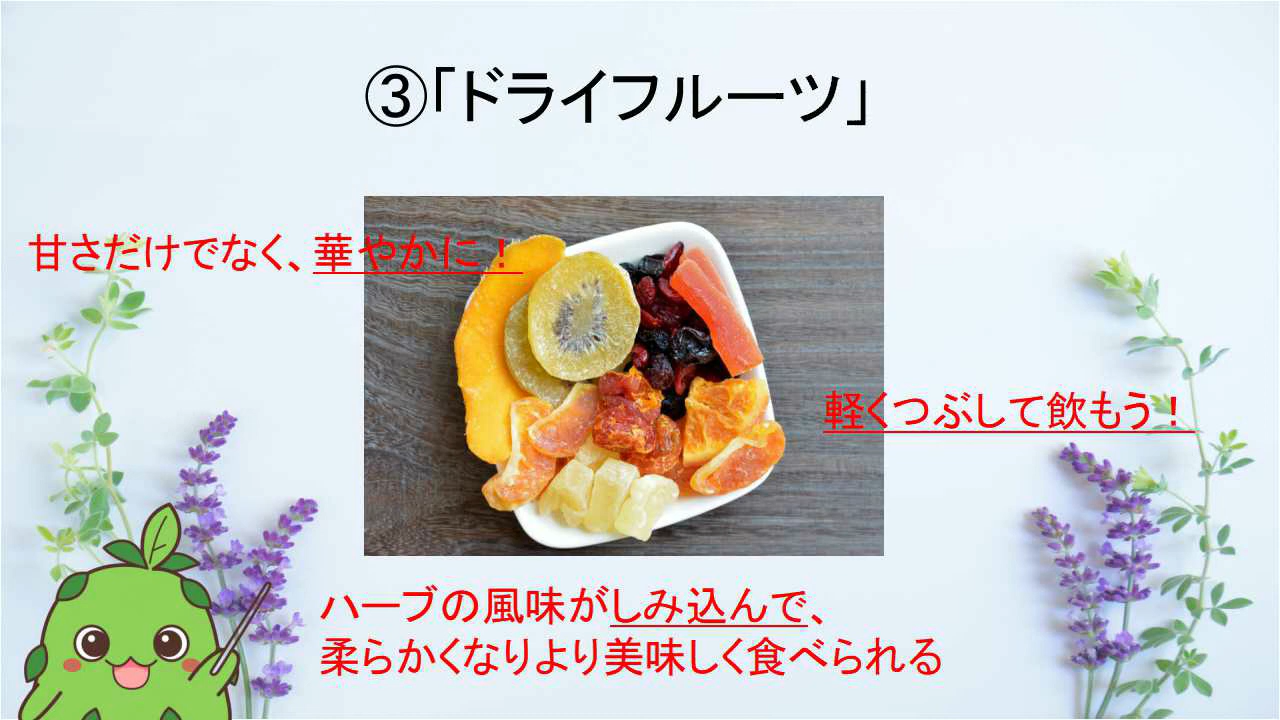 ③「ドライフルーツ」
甘さだけでなく、華やかに！
軽くつぶして飲もう！
ハーブの風味がしみ込んで、
柔らかくなりより美味しく食べられる